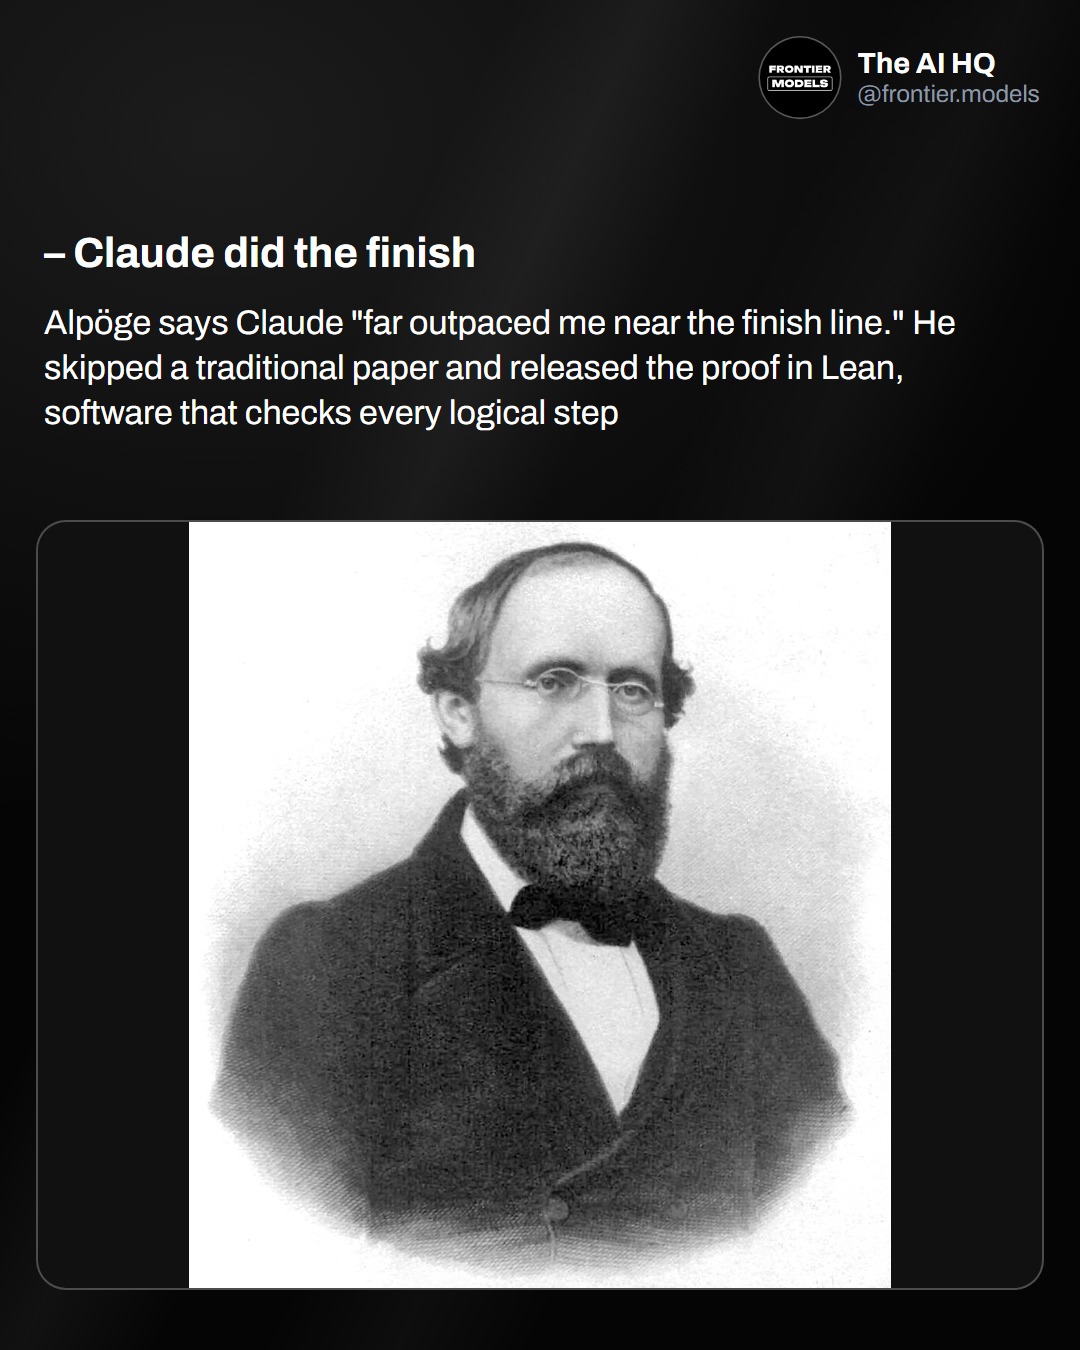 FRONTIER
MODELS
The AI HQ
@frontier.models
– Claude did the finish
Alpöge says Claude "far outpaced me near the finish line." He
skipped a traditional paper and released the proof in Lean,
software that checks every logical step